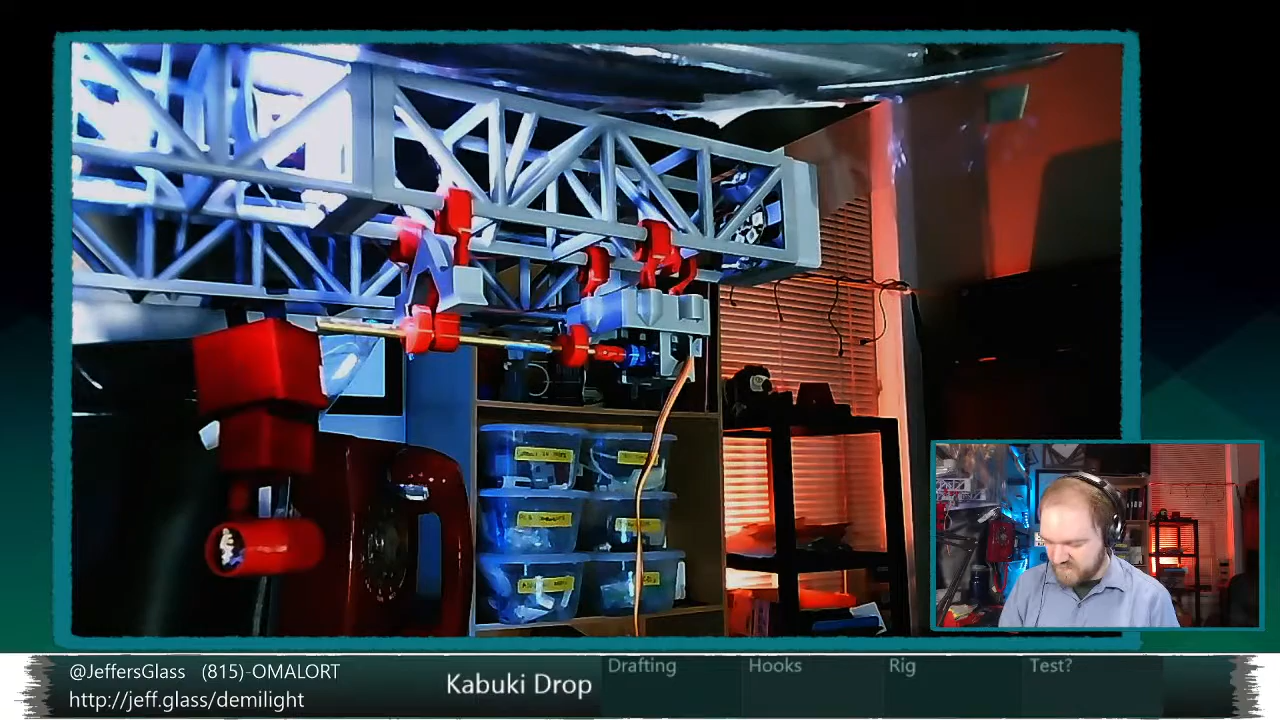 @JeffersGlass (815)-OMALORT
http://jeff.glass/demilight
Kabuki Drop
Drafting
Hooks
Rig
Test?